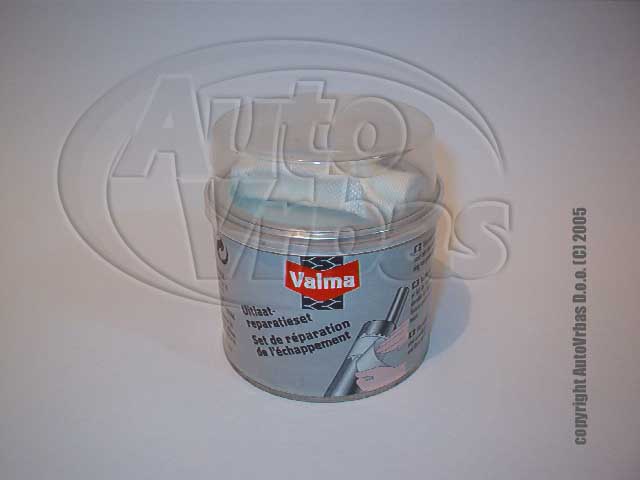 Auto
Vrbas
Valma
Uitlaat-
reparatieset
Set de réparation
de l'échappement
copyright AutoVrbas D.o.o. (C) 2005